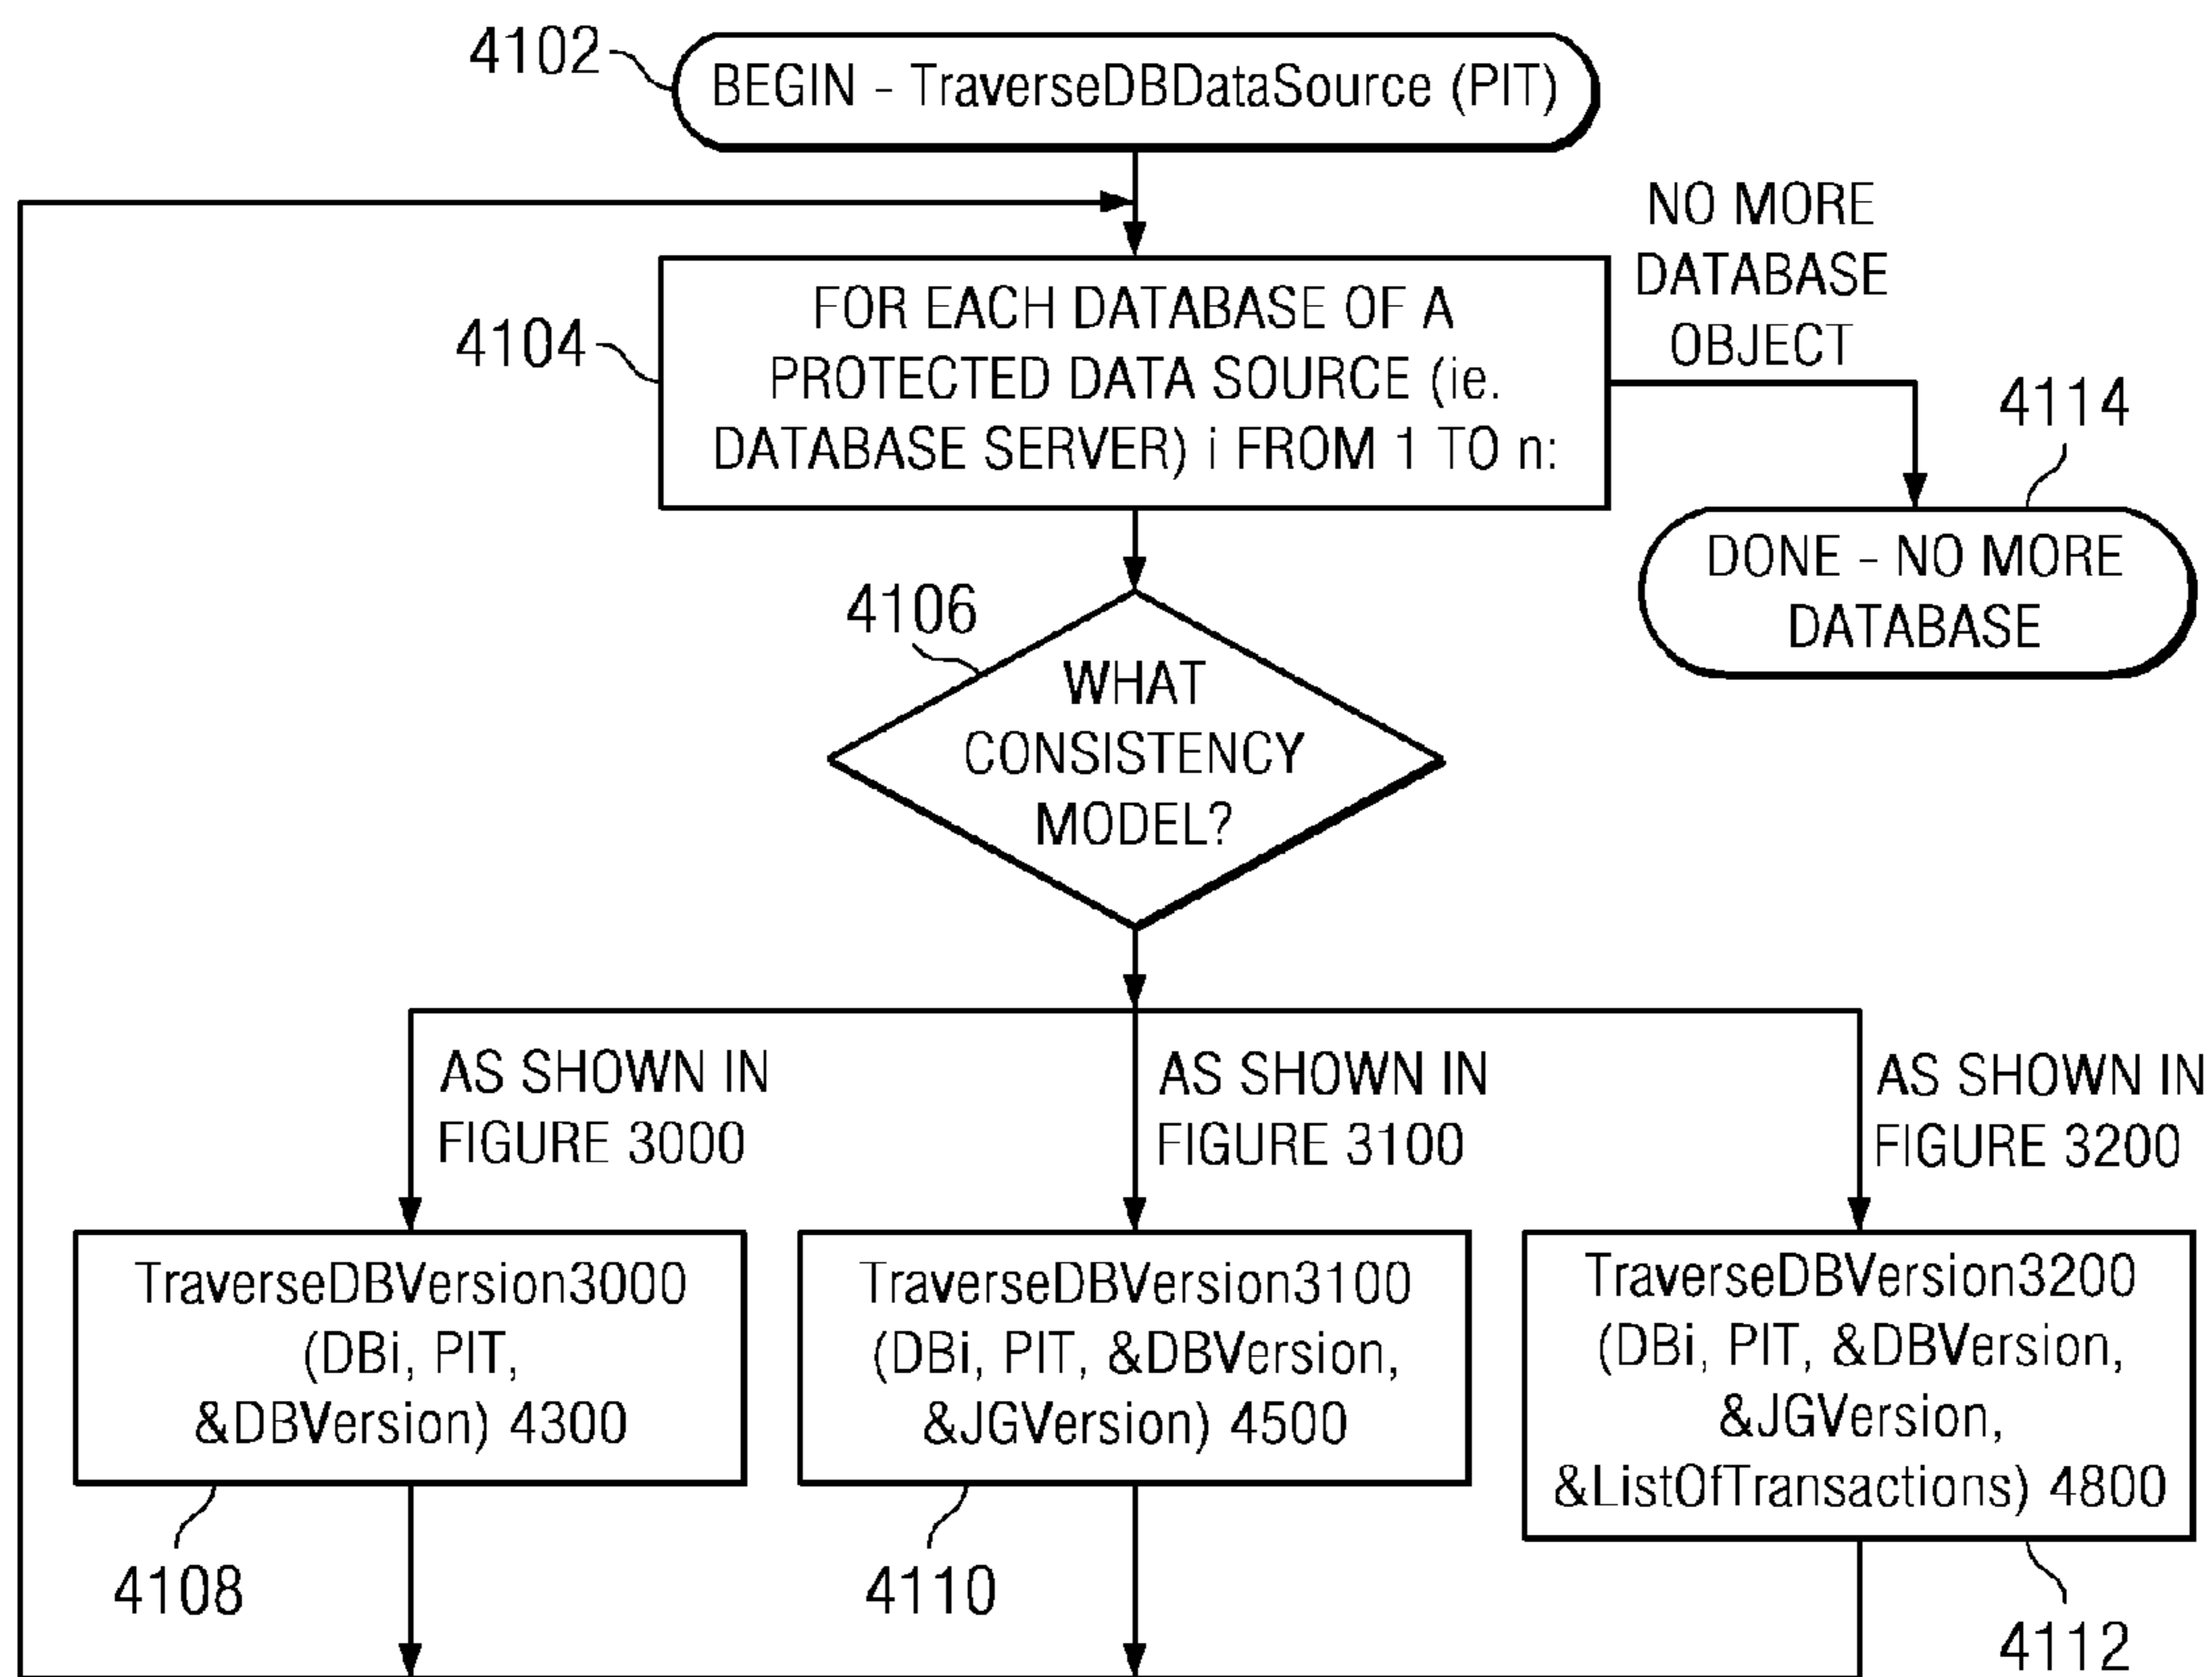 4102
BEGIN - TraverseDBDataSource (PIT)
NO MORE
DATABASE
OBJECT
4104
FOR EACH DATABASE OF A
PROTECTED DATA SOURCE (ie.
DATABASE SERVER) i FROM 1 TO n:
4114
DONE - NO MORE
DATABASE
4106
WHAT
CONSISTENCY
MODEL?
AS SHOWN IN
FIGURE 3000
AS SHOWN IN
FIGURE 3100
AS SHOWN IN
FIGURE 3200
TraverseDBVersion3000
(DBi, PIT,
&DBVersion) 4300
TraverseDBVersion3100
(DBi, PIT, &DBVersion,
&JGVersion) 4500
TraverseDBVersion3200
(DBi, PIT, &DBVersion,
&JGVersion,
&ListOfTransactions) 4800
4108
4110
4112